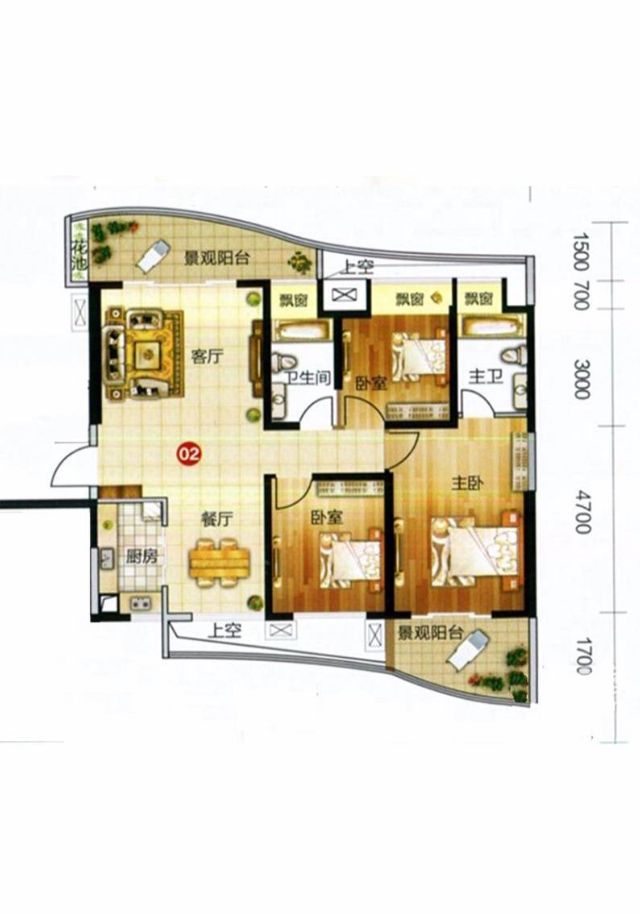 花池
景观阳台
上空
1500
700
飘窗
飘窗
飘窗
客厅
卫生间
卧室
主卫
3000
02
主卧
餐厅
卧室
4700
厨房
上空
景观阳台
1700